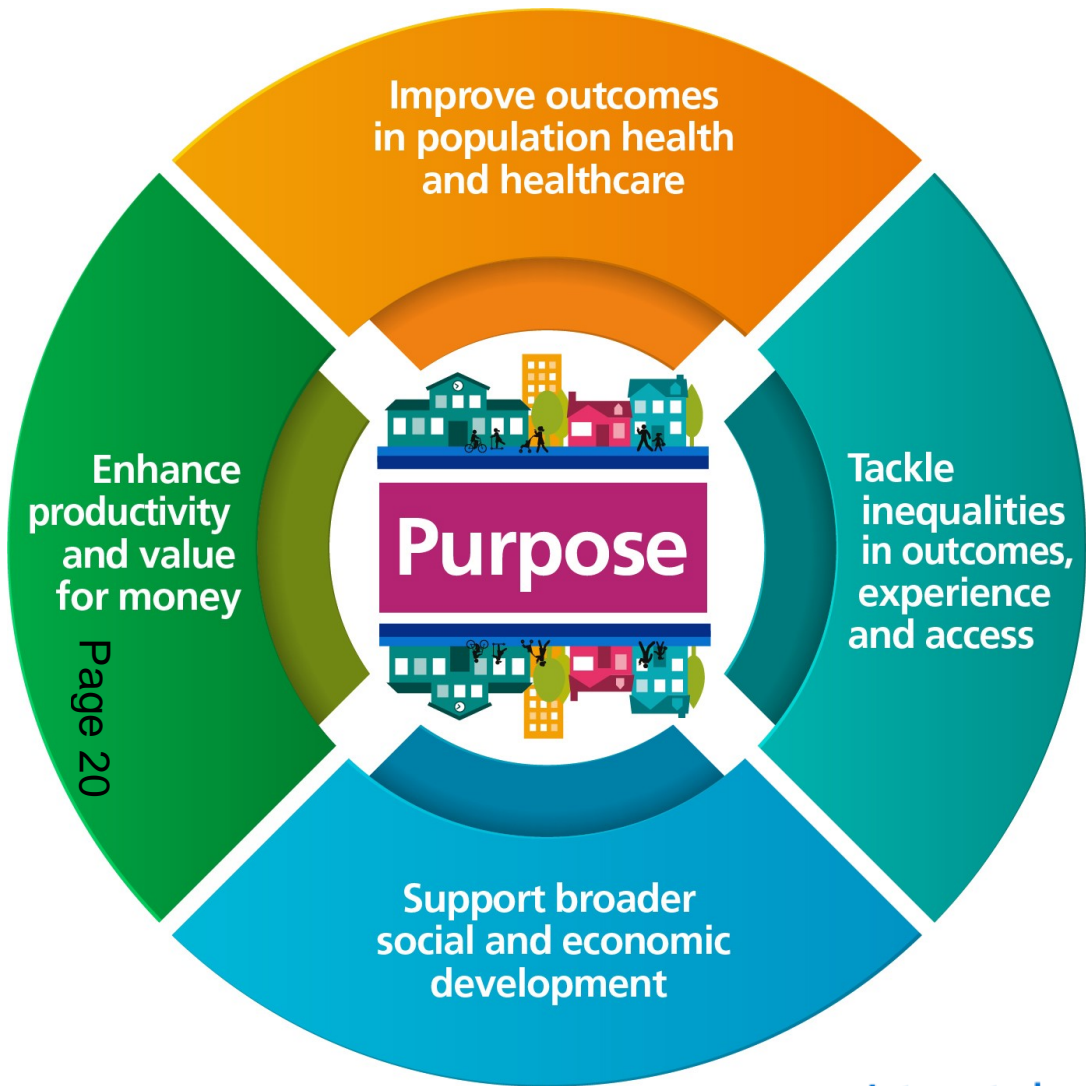 Improve outcomes
in population health
and healthcare
Tackle
inequalities
in outcomes,
experience
and access
Support broader
social and economic
development
Enhance
productivity
and value
for money
Purpose
Page 20